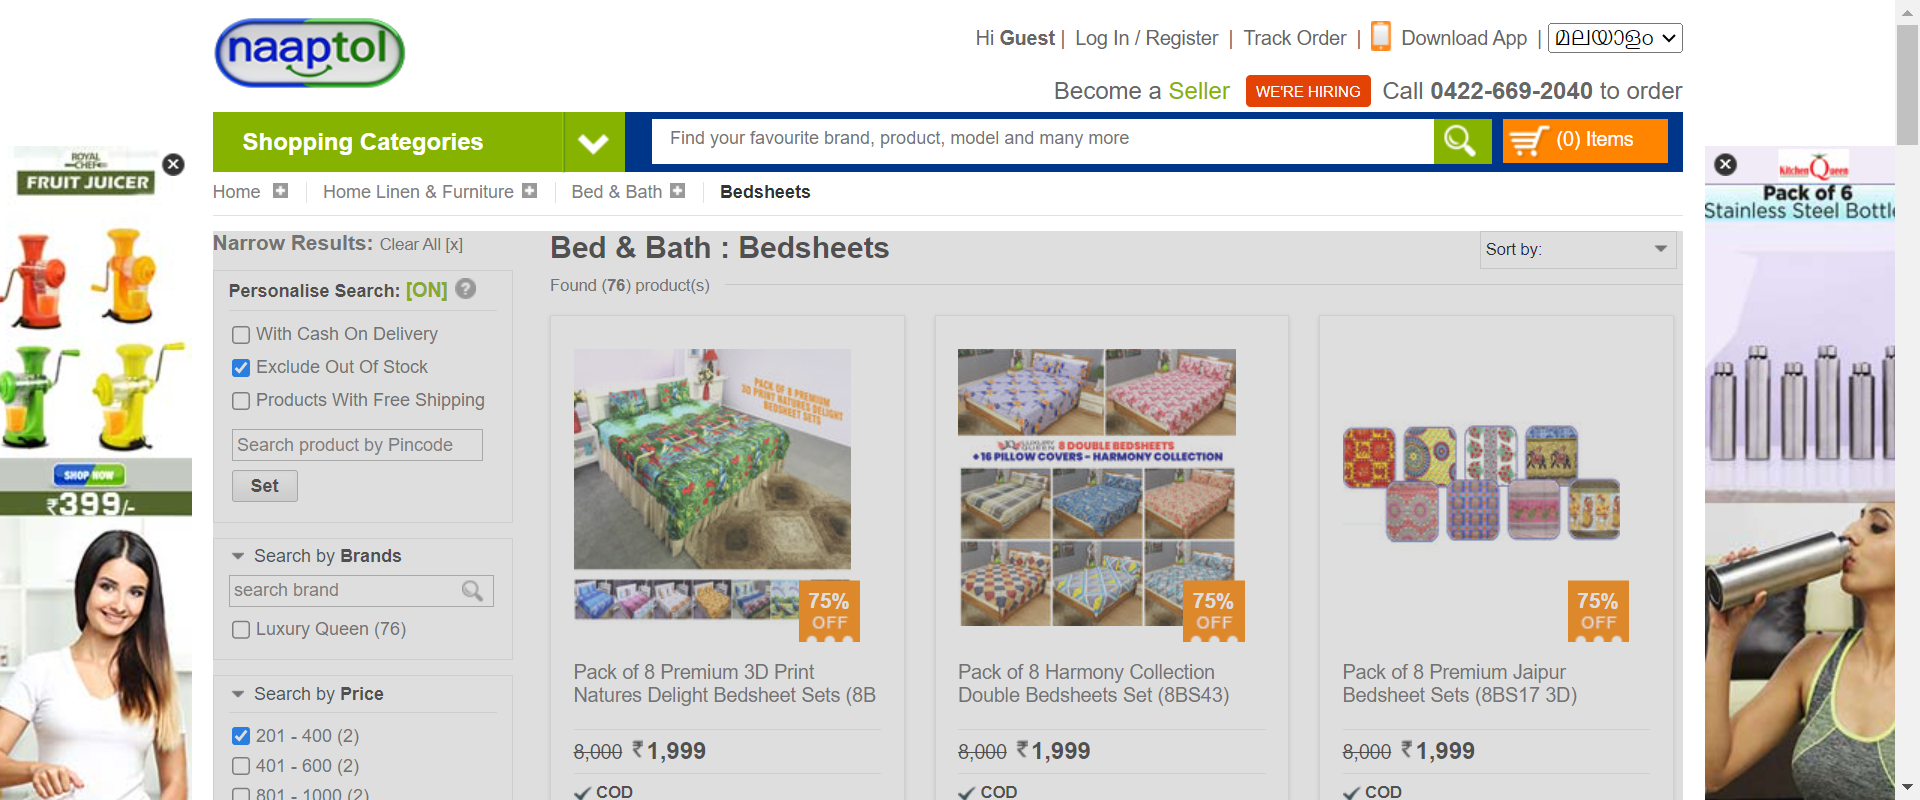 naaptol
Hi Guest | Log In / Register | Track Order | Download App | മലയാളം
Become a Seller WE'RE HIRING Call 0422-669-2040 to order
Shopping Categories
Find your favourite brand, product, model and many more
(0) Items
Home
Home Linen & Furniture
Bed & Bath
Bedsheets
ROYAL
CHEF
FRUIT JUICER
SHOP NOW
₹399/-
Narrow Results: Clear All [x]
Personalise Search: [ON] ?
With Cash On Delivery
Exclude Out Of Stock
Products With Free Shipping
Search product by Pincode
Set
Search by Brands
search brand
Luxury Queen (76)
Search by Price
201 - 400 (2)
401 - 600 (2)
801 - 1000 (2)
Bed & Bath : Bedsheets
Sort by:
Found (76) product(s)
PACK OF 8 PREMIUM
3D PRINT NATURES DELIGHT
BEDSHEET SETS
75%
OFF
Pack of 8 Premium 3D Print
Natures Delight Bedsheet Sets (8B
8,000 ₹1,999
COD
LUXURY QUEEN 8 DOUBLE BEDSHEETS
+ 16 PILLOW COVERS - HARMONY COLLECTION
75%
OFF
Pack of 8 Harmony Collection
Double Bedsheets Set (8BS43)
8,000 ₹1,999
COD
75%
OFF
Pack of 8 Premium Jaipur
Bedsheet Sets (8BS17 3D)
8,000 ₹1,999
COD
Kitchen Queen
Pack of 6
Stainless Steel Bottl